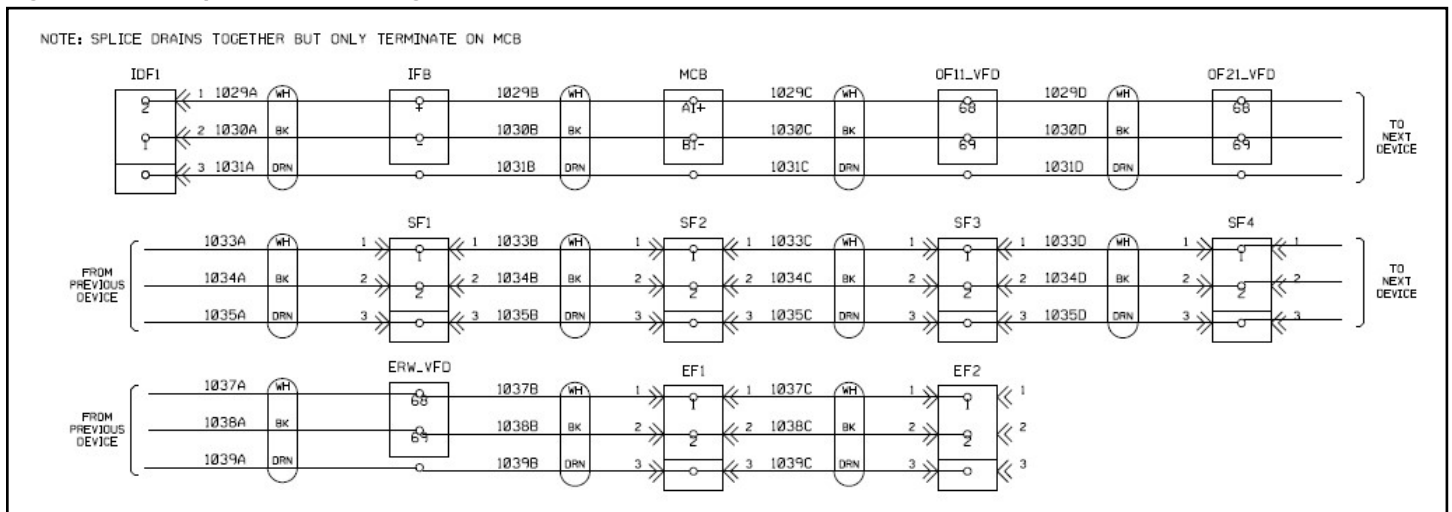 NOTE: SPLICE DRAINS TOGETHER BUT ONLY TERMINATE ON MCB
IDF1 IFB MCB OF11_VFD OF21_VFD
2 1 1029A WH + 1029B WH A1+ 1029C WH 68 1029D WH 68
1 2 1030A BK - 1030B BK B1- 1030C BK 69 1030D BK 69
3 1031A DRN 1031B DRN 1031C DRN 1031D DRN
TO
NEXT
DEVICE
SF1 SF2 SF3 SF4
1033A WH 1 1 1 1033B WH 1 1 1 1033C WH 1 1 1 1033D WH 1 1 1
1034A BK 2 2 2 1034B BK 2 2 2 1034C BK 2 2 2 1034D BK 2 2 2
1035A DRN 3 3 1035B DRN 3 3 1035C DRN 3 3 1035D DRN 3 3
FROM
PREVIOUS
DEVICE
TO
NEXT
DEVICE
ERW_VFD EF1 EF2
1037A WH 68 1037B WH 1 1 1 1037C WH 1 1 1
1038A BK 69 1038B BK 2 2 2 1038C BK 2 2 2
1039A DRN 1039B DRN 3 3 1039C DRN 3 3
FROM
PREVIOUS
DEVICE